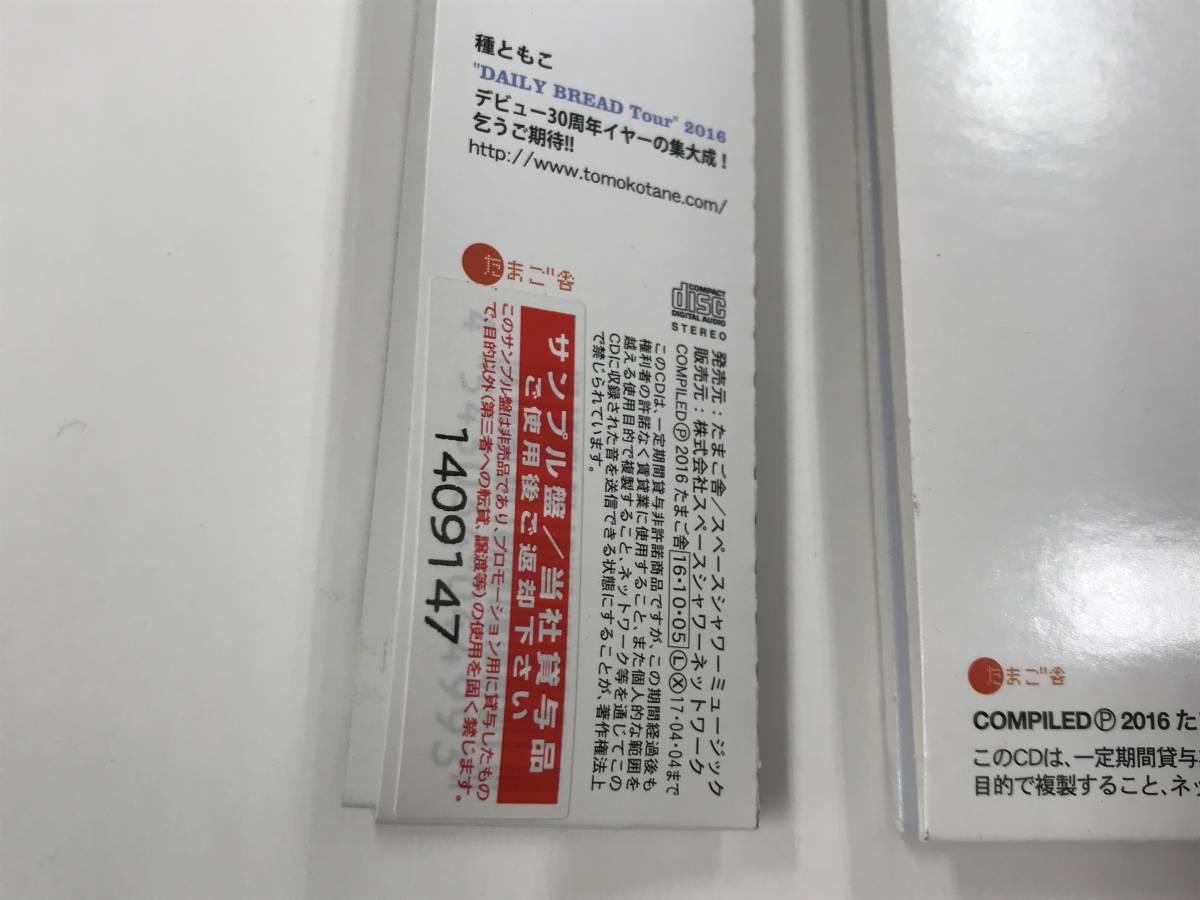 種ともこ
"DAILY BREAD Tour" 2016
デビュー30周年イヤーの集大成!
乞うご期待!!
http://www.tomokotane.com/
たまご舎
COMPACT
disc
DIGITAL AUDIO
STEREO
発売元:たまご舎/スペースシャワーミュージック
販売元:株式会社スペースシャワーネットワーク
COMPILEDⓅ2016 たまご舎 16・10・05 Ⓛ Ⓧ 17・04・04まで
このCDは、一定期間貸与非許諾商品ですが、この期間経過後も
権利者の許諾なく賃貸業に使用すること、また個人的な範囲を
越える使用目的で複製すること、ネットワーク等を通じてこの
CDに収録された音を送信できる状態にすることが、著作権法上
で禁じられています。
サンプル盤/当社貸与品
ご使用後ご返却下さい
このサンプル盤は非売品であり、プロモーション用に貸与したもの
で、目的以外(第三者への転貸、譲渡等)の使用を固く禁じます。
1409147
たまご舎
COMPILEDⓅ 2016 た
このCDは、一定期間貸与
目的で複製すること、ネッ